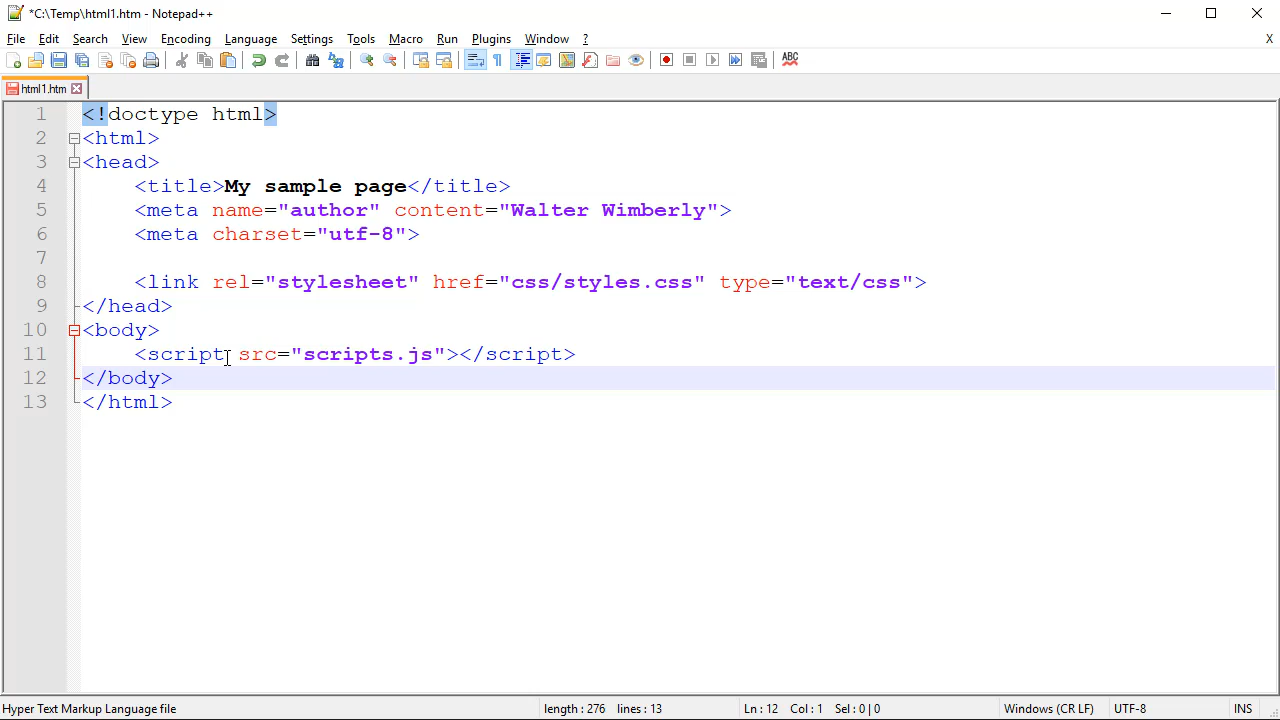 *C:\Temp\html1.htm - Notepad++
File Edit Search View Encoding Language Settings Tools Macro Run Plugins Window ? X
ABC
html1.htm
1 <!doctype html>
2 <html>
3 <head>
4 <title>My sample page</title>
5 <meta name="author" content="Walter Wimberly">
6 <meta charset="utf-8">
7
8 <link rel="stylesheet" href="css/styles.css" type="text/css">
9 </head>
10 <body>
11 <script src="scripts.js"></script>
12 </body>
13 </html>
Hyper Text Markup Language file length : 276 lines : 13 Ln : 12 Col : 1 Sel : 0 | 0 Windows (CR LF) UTF-8 INS